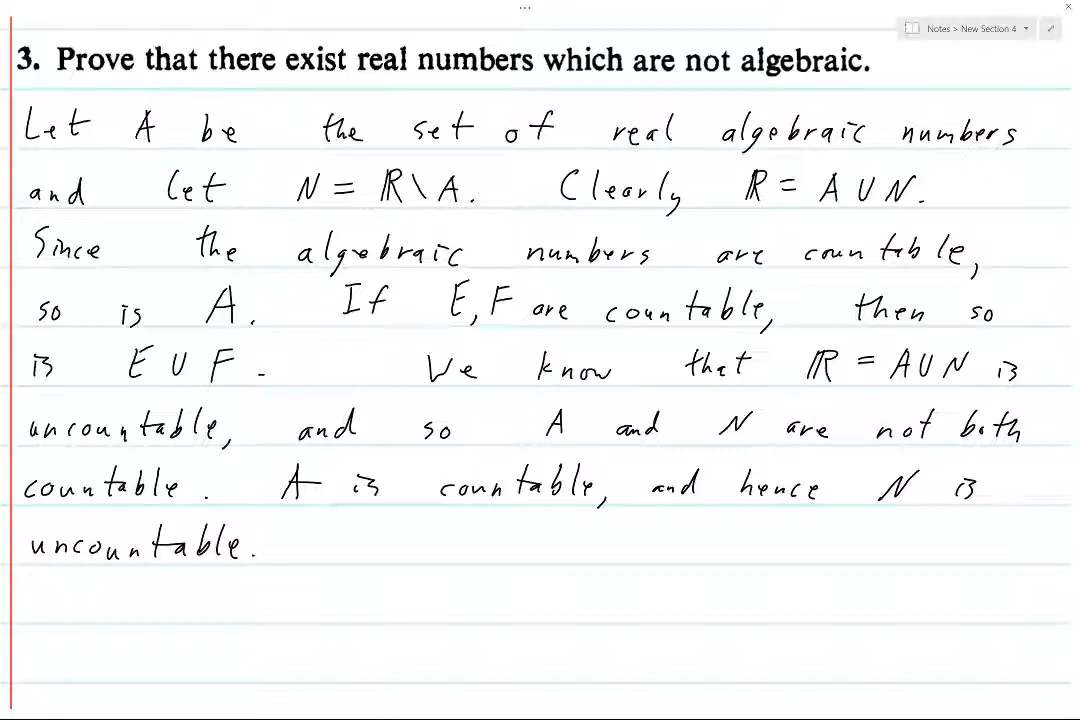 ...
Notes > New Section 4
3. Prove that there exist real numbers which are not algebraic.
Let A be the set of real algebraic numbers
and let N = ℝ \ A. Clearly ℝ = A ∪ N.
Since the algebraic numbers are countable,
so is A. If E, F are countable, then so
is E ∪ F. We know that ℝ = A ∪ N is
uncountable, and so A and N are not both
countable. A is countable, and hence N is
uncountable.